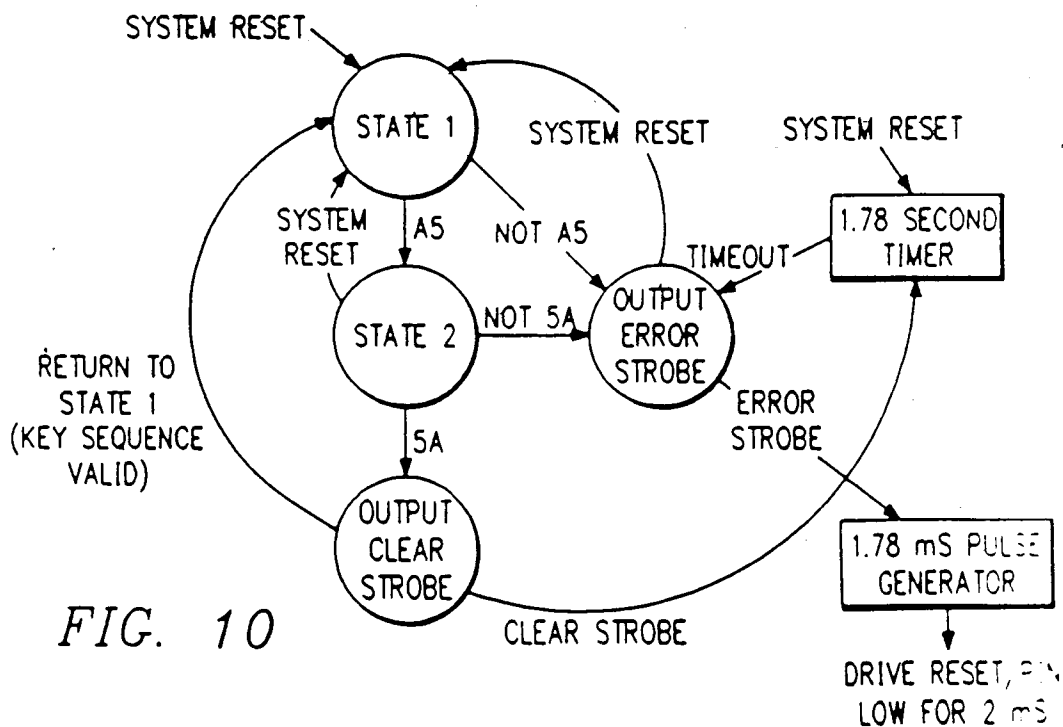 SYSTEM RESET
STATE 1
SYSTEM RESET
SYSTEM RESET
A5
NOT A5
SYSTEM
RESET
1.78 SECOND
TIMER
TIMEOUT
STATE 2
NOT 5A
OUTPUT
ERROR
STROBE
RETURN TO
STATE 1
(KEY SEQUENCE
VALID)
5A
ERROR
STROBE
OUTPUT
CLEAR
STROBE
1.78 mS PULSE
GENERATOR
CLEAR STROBE
FIG. 10
DRIVE RESET,
LOW FOR 2 mS